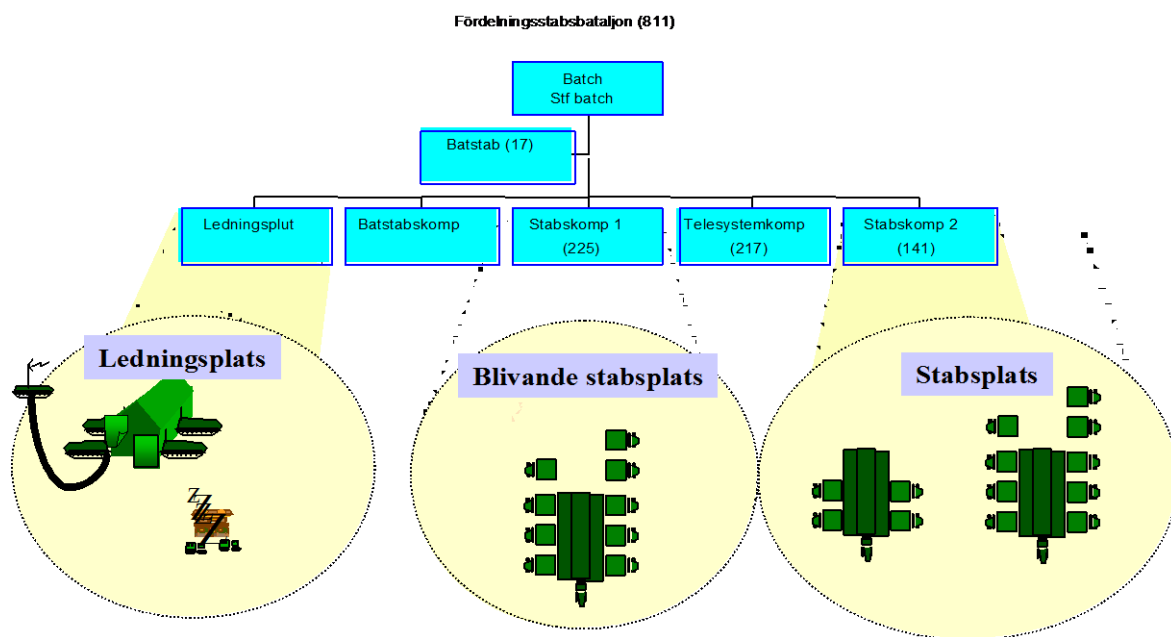 Fördelningsstabsbataljon (811)
Batch
Stf batch
Batstab (17)
Ledningsplut
Batstabskomp
Stabskomp 1
(225)
Telesystemkomp
(217)
Stabskomp 2
(141)
Ledningsplats
Blivande stabsplats
Stabsplats